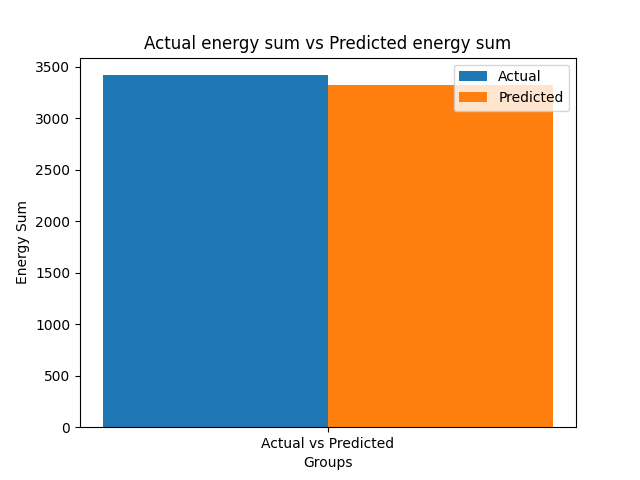 Actual energy sum vs Predicted energy sum
Actual
Predicted
3500
3000
2500
2000
1500
1000
500
0
Energy Sum
Actual vs Predicted
Groups